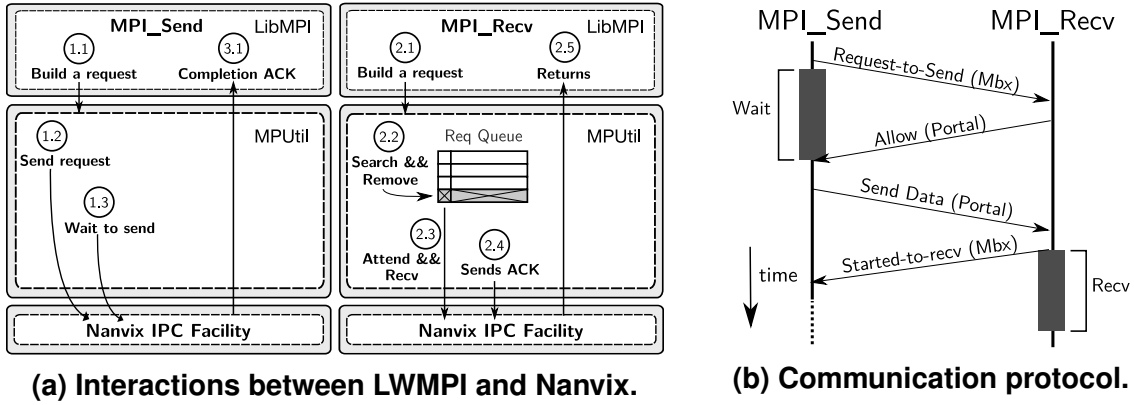 MPI_Send
LibMPI
1.1
Build a request
3.1
Completion ACK
MPUtil
1.2
Send request
1.3
Wait to send
Nanvix IPC Facility
MPI_Recv
LibMPI
2.1
Build a request
2.5
Returns
MPUtil
2.2
Search &&
Remove
Req Queue
2.3
Attend &&
Recv
2.4
Sends ACK
Nanvix IPC Facility
(a) Interactions between LWMPI and Nanvix.
MPI_Send
MPI_Recv
Request-to-Send (Mbx)
Wait
Allow (Portal)
Send Data (Portal)
Started-to-recv (Mbx)
time
Recv
(b) Communication protocol.